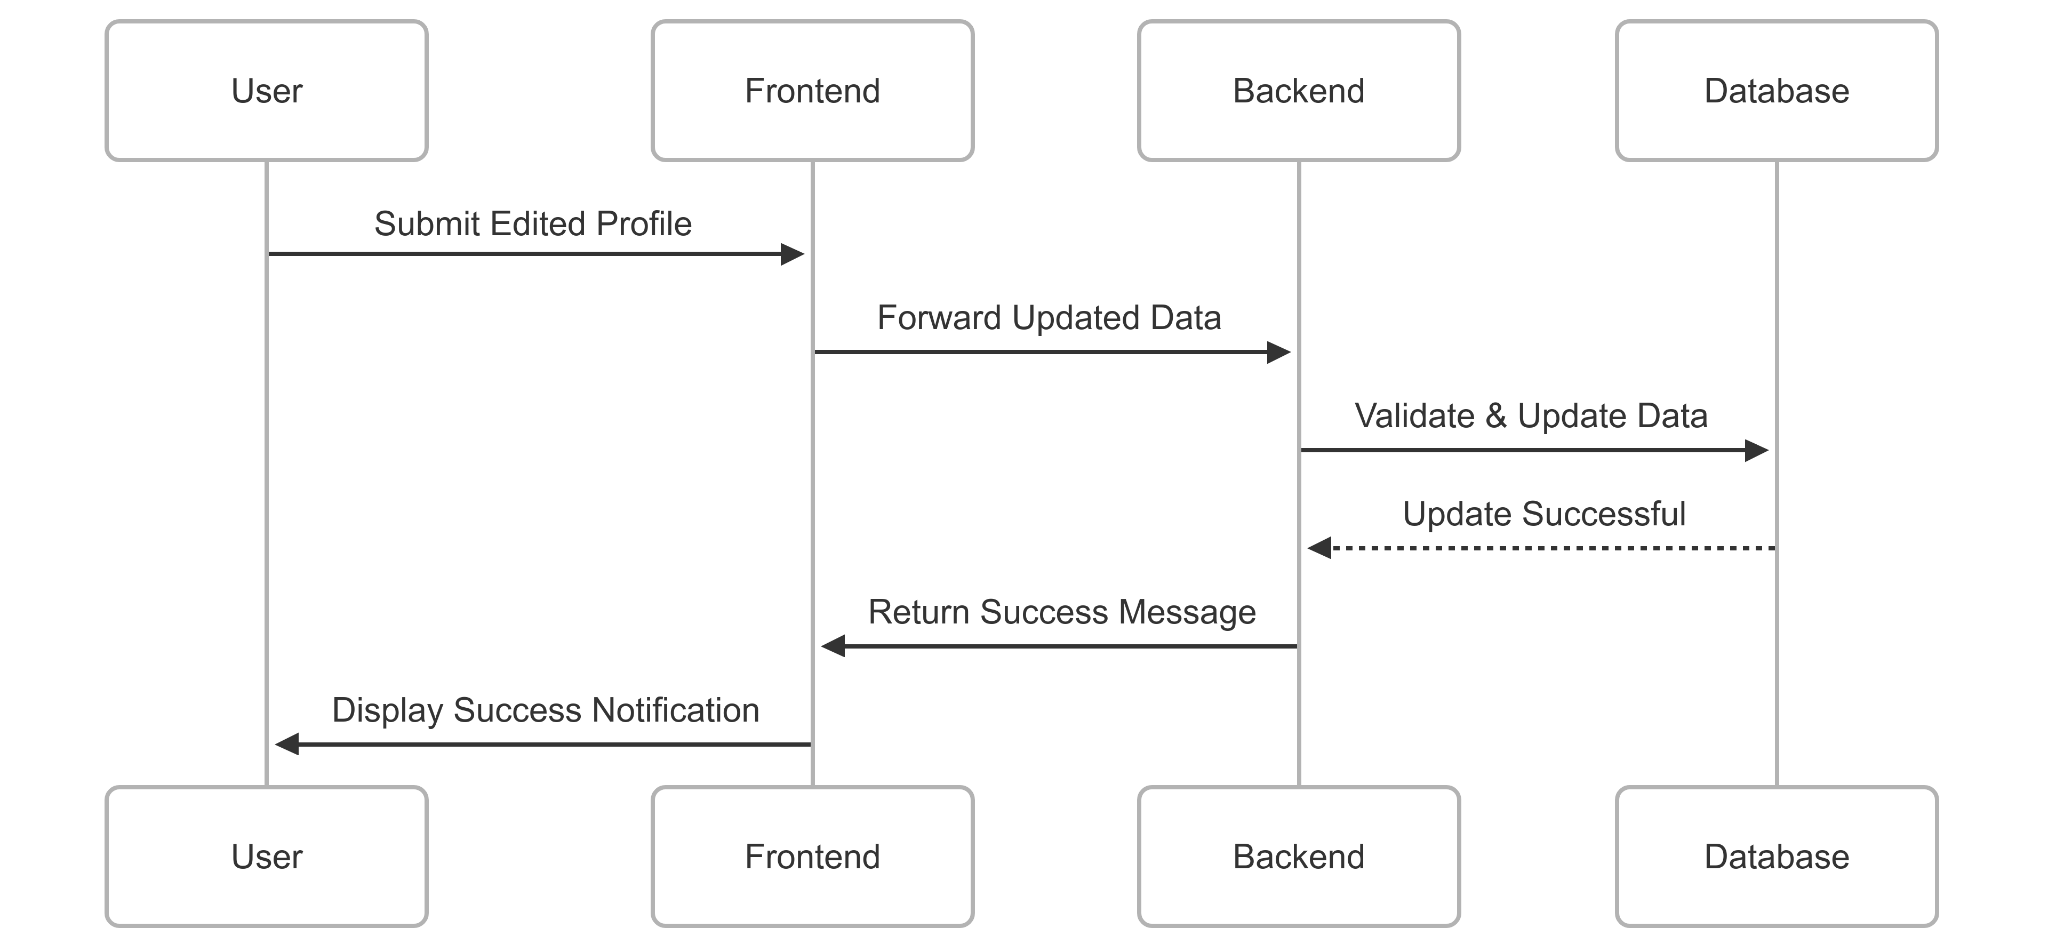 User
Frontend
Backend
Database
Submit Edited Profile
Forward Updated Data
Validate & Update Data
Update Successful
Return Success Message
Display Success Notification
User
Frontend
Backend
Database